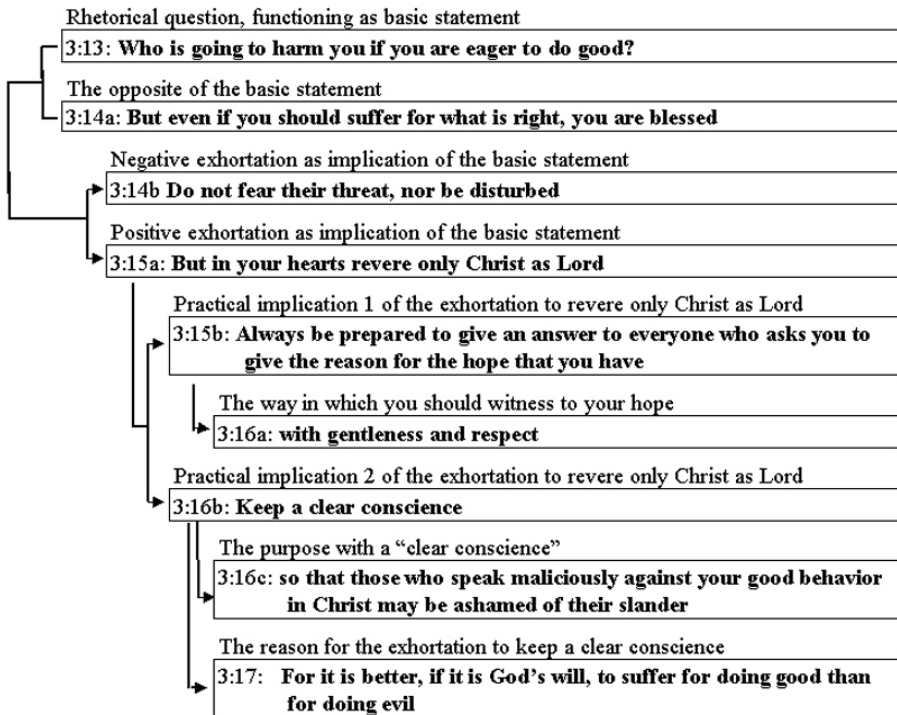 Rhetorical question, functioning as basic statement
3:13: Who is going to harm you if you are eager to do good?
The opposite of the basic statement
3:14a: But even if you should suffer for what is right, you are blessed
Negative exhortation as implication of the basic statement
3:14b Do not fear their threat, nor be disturbed
Positive exhortation as implication of the basic statement
3:15a: But in your hearts revere only Christ as Lord
Practical implication 1 of the exhortation to revere only Christ as Lord
3:15b: Always be prepared to give an answer to everyone who asks you to
give the reason for the hope that you have
The way in which you should witness to your hope
3:16a: with gentleness and respect
Practical implication 2 of the exhortation to revere only Christ as Lord
3:16b: Keep a clear conscience
The purpose with a “clear conscience”
3:16c: so that those who speak maliciously against your good behavior
in Christ may be ashamed of their slander
The reason for the exhortation to keep a clear conscience
3:17: For it is better, if it is God’s will, to suffer for doing good than
for doing evil